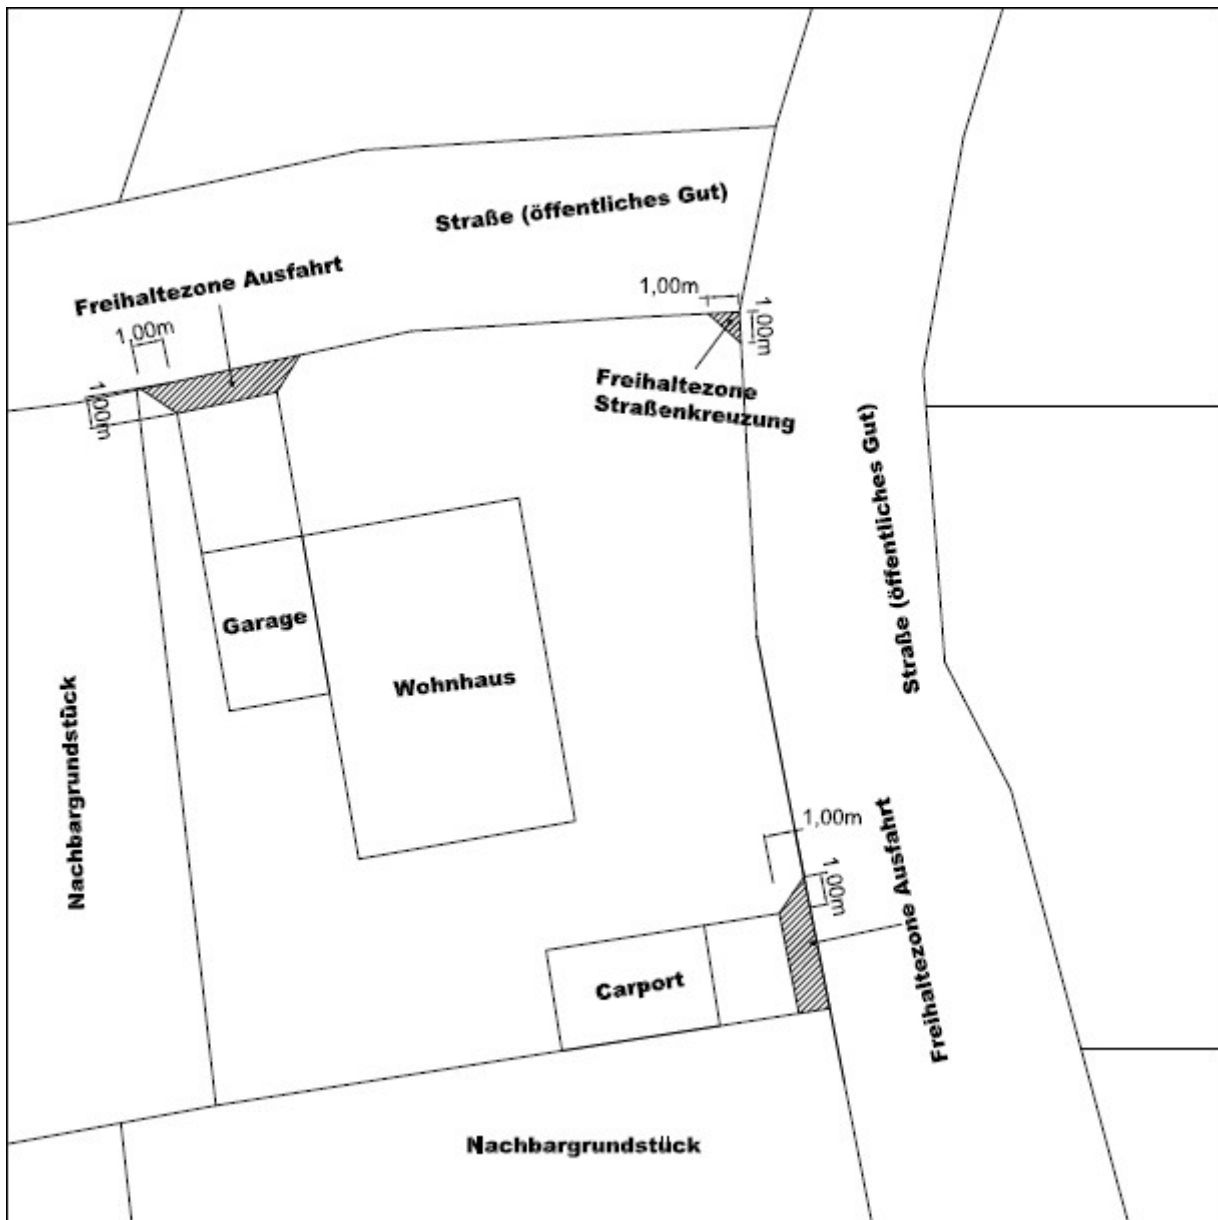 Straße (öffentliches Gut)
Freihaltezone Ausfahrt
1,00m
1,00m
1,00m
1,00m
Freihaltezone
Straßenkreuzung
Straße (öffentliches Gut)
Garage
Wohnhaus
Nachbargrundstück
1,00m
1,00m
Freihaltezone Ausfahrt
Carport
Nachbargrundstück